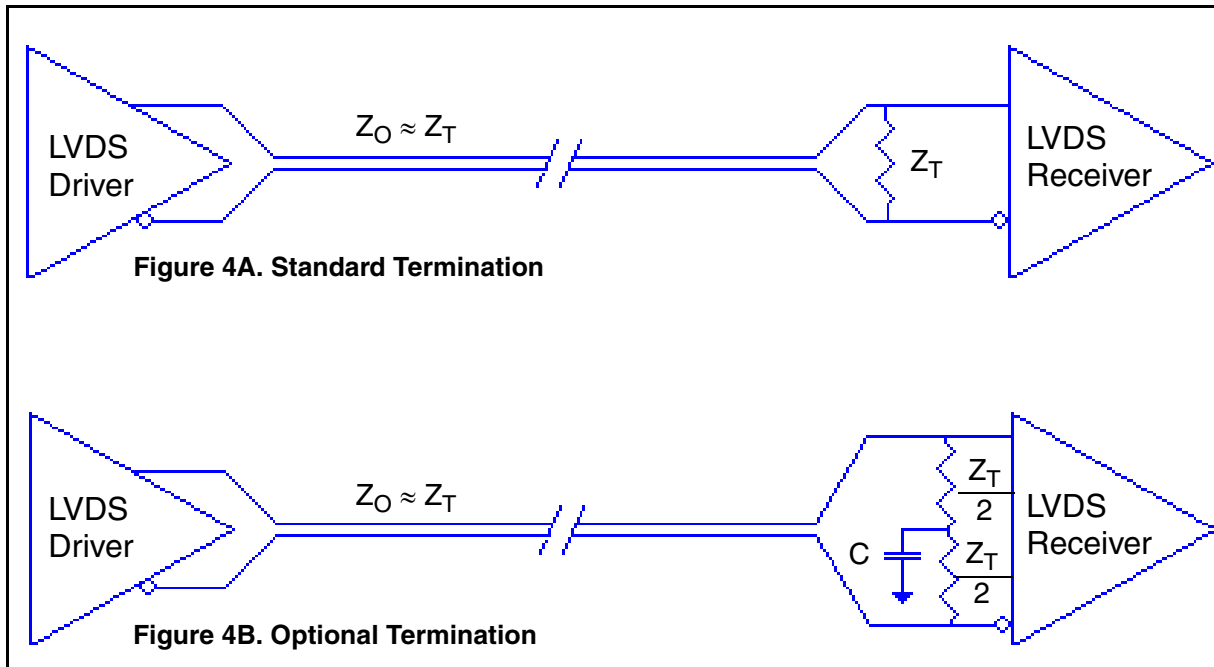 LVDS
Driver
Z_O ≈ Z_T
Z_T
LVDS
Receiver
Figure 4A. Standard Termination
LVDS
Driver
Z_O ≈ Z_T
C
Z_T
2
Z_T
2
LVDS
Receiver
Figure 4B. Optional Termination